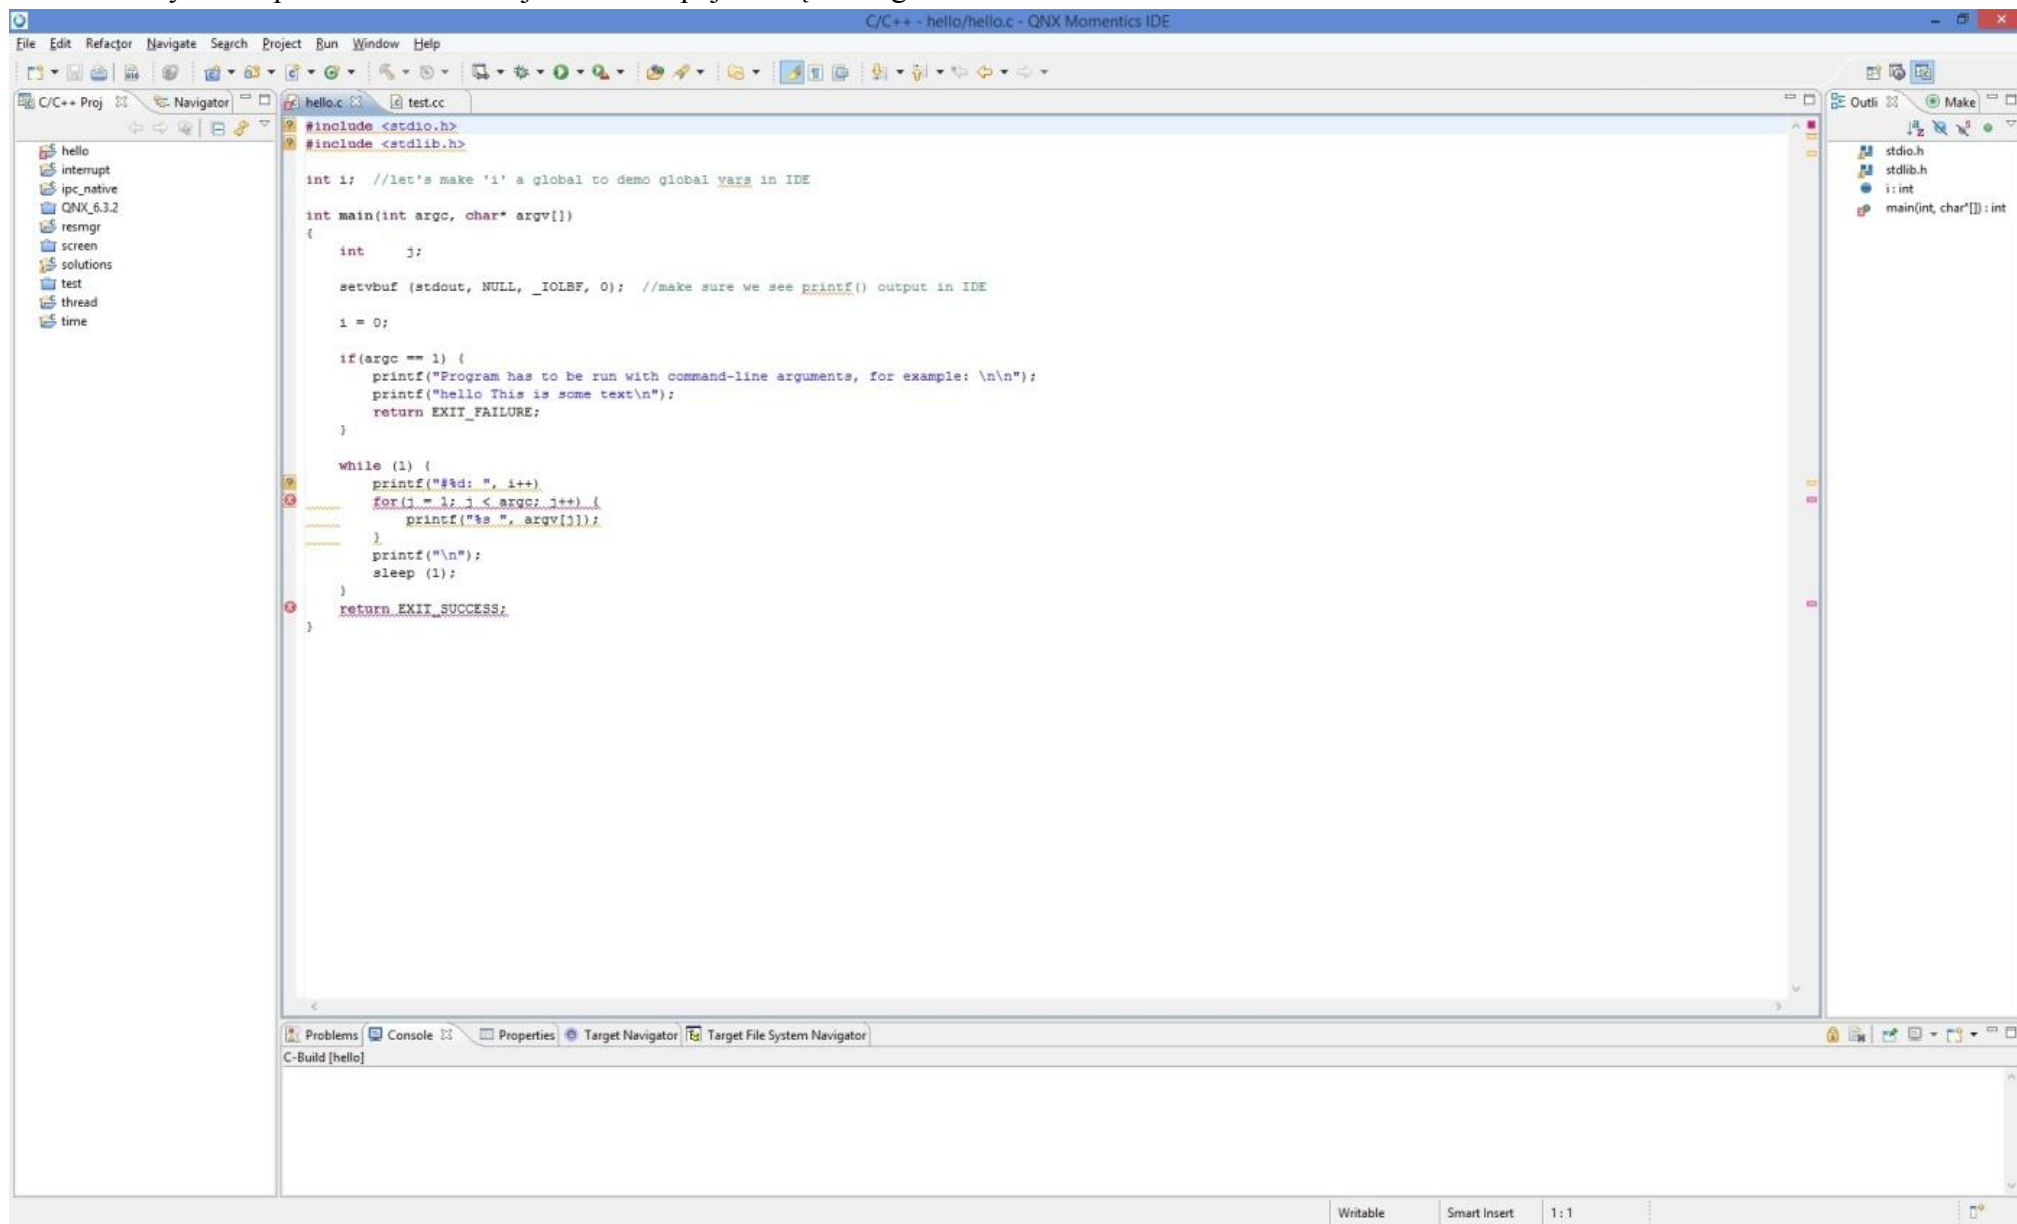 C/C++ - hello/hello.c - QNX Momentics IDE
File Edit Refactor Navigate Search Project Run Window Help
C/C++ Proj Navigator
hello
interrupt
ipc_native
QNX_6.3.2
resmgr
screen
solutions
test
thread
time
hello.c test.cc
#include <stdio.h>
#include <stdlib.h>
int i;  //let's make 'i' a global to demo global vars in IDE
int main(int argc, char* argv[])
{
    int     j;
    setvbuf (stdout, NULL, _IOLBF, 0);  //make sure we see printf() output in IDE
    i = 0;
    if(argc == 1) {
        printf("Program has to be run with command-line arguments, for example: \n\n");
        printf("hello This is some text\n");
        return EXIT_FAILURE;
    }
    while (1) {
        printf("#%d: ", i++)
        for(j = 1; j < argc; j++) {
            printf("%s ", argv[j]);
        }
        printf("\n");
        sleep (1);
    }
    return EXIT_SUCCESS;
}
Outli Make
stdio.h
stdlib.h
i : int
main(int, char*[]) : int
Problems Console Properties Target Navigator Target File System Navigator
C-Build [hello]
Writable Smart Insert 1 : 1